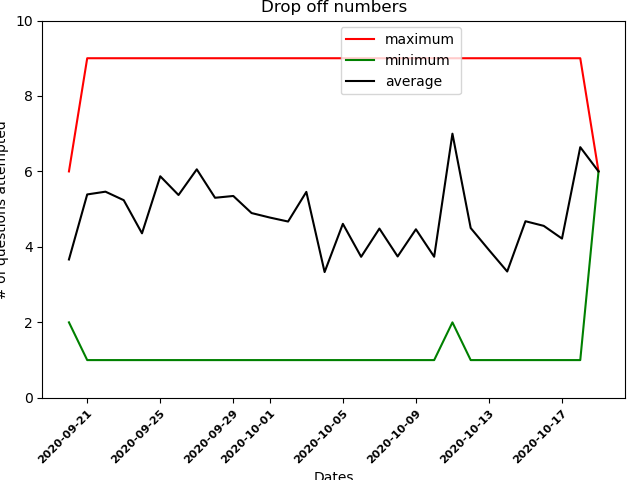 Drop off numbers
maximum
minimum
average
# of questions attempted
10
8
6
4
2
0
2020-09-21
2020-09-25
2020-09-29
2020-10-01
2020-10-05
2020-10-09
2020-10-13
2020-10-17
Dates